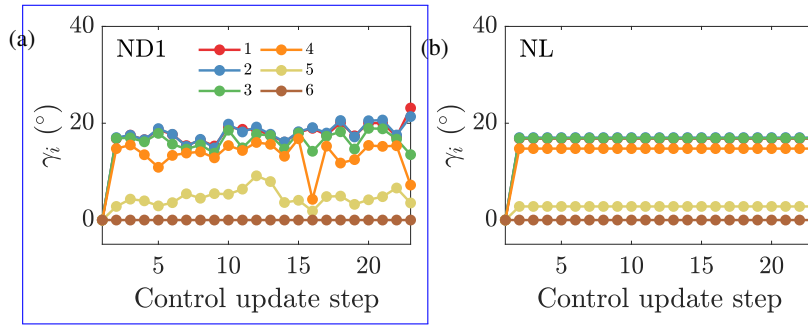 (a)
40
20
0
γᵢ (°)
ND1
1 4
2 5
3 6
5 10 15 20
Control update step
(b)
40
20
0
γᵢ (°)
NL
5 10 15 20
Control update step